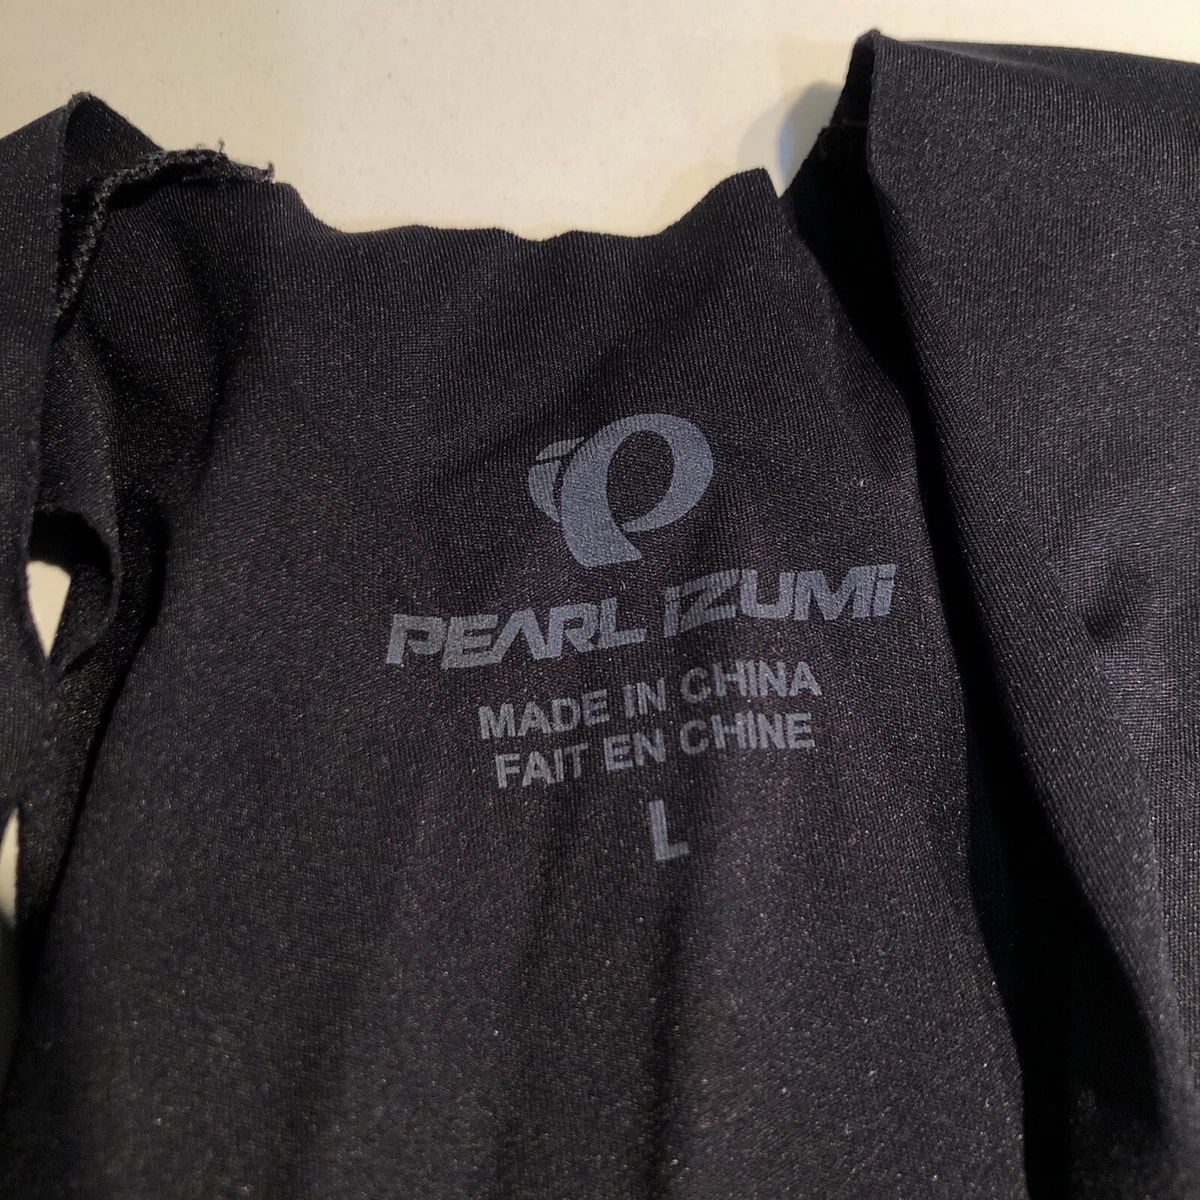 PEARL iZUMi
MADE IN CHINA
FAIT EN CHINE
L